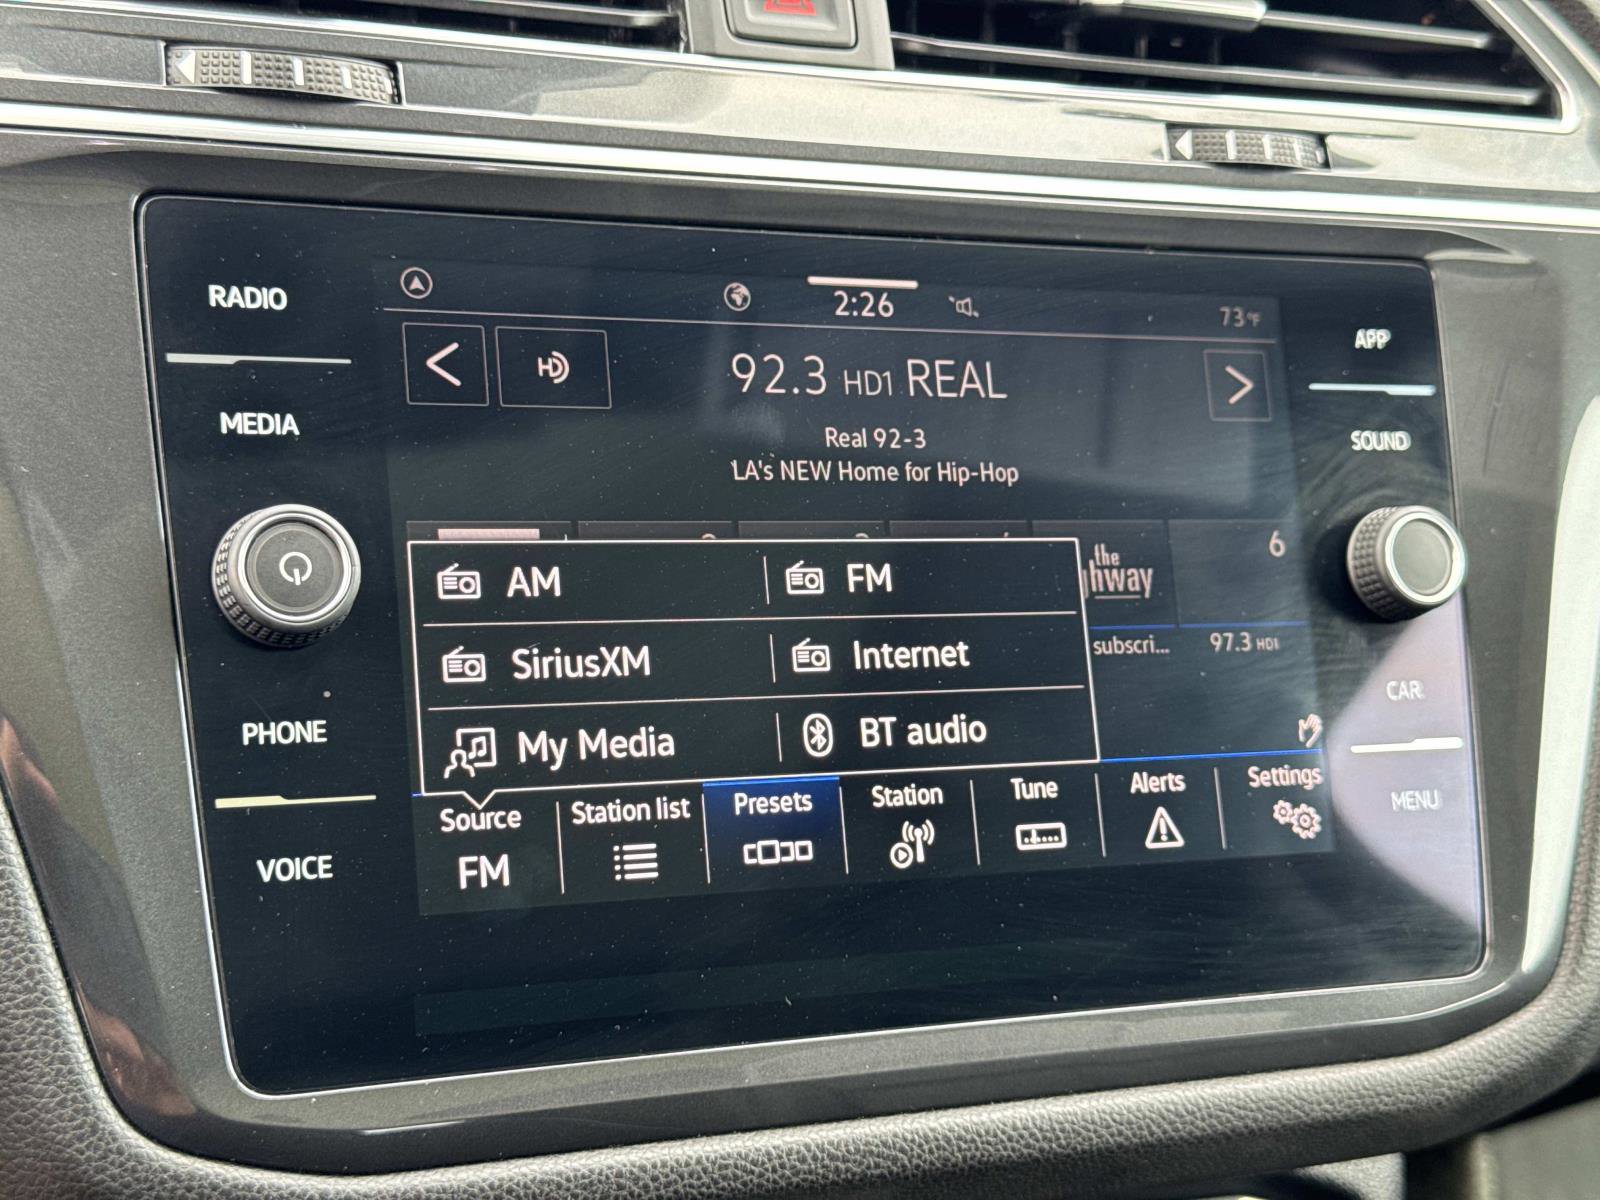 RADIO
MEDIA
PHONE
VOICE
2:26
73°F
HD
92.3 HD1 REAL
Real 92-3
LA's NEW Home for Hip-Hop
the
6
subscri...
97.3 HD1
AM
FM
SiriusXM
Internet
My Media
BT audio
Source
FM
Station list
Presets
Station
Tune
Alerts
Settings
APP
SOUND
CAR
MENU